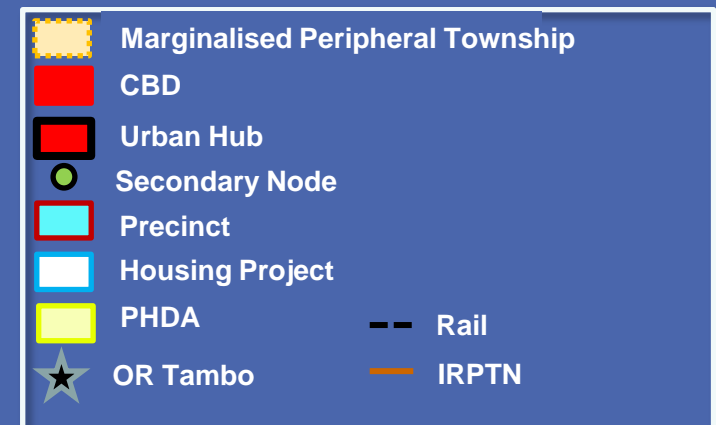 Marginalised Peripheral Township
CBD
Urban Hub
Secondary Node
Precinct
Housing Project
PHDA
Rail
OR Tambo
IRPTN